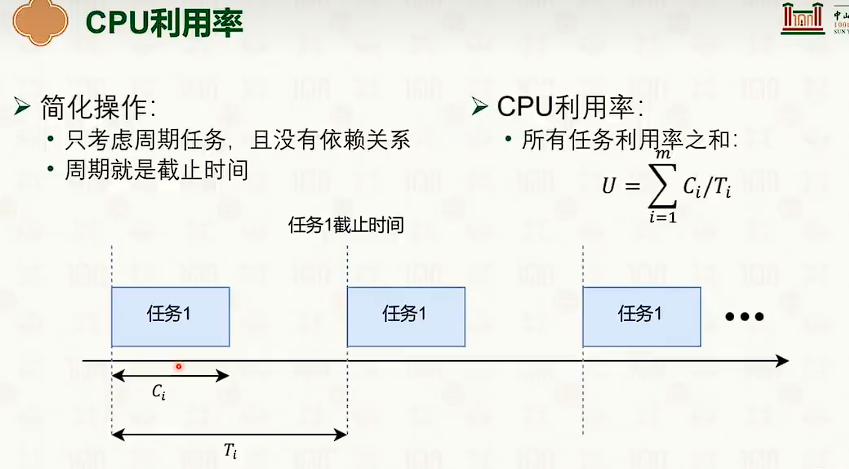 CPU利用率
中山
简化操作:
只考虑周期任务,且没有依赖关系
周期就是截止时间
CPU利用率:
所有任务利用率之和:
U = \sum_{i=1}^{m} C_i/T_i
任务1截止时间
任务1 任务1 任务1 •••
C_i
T_i